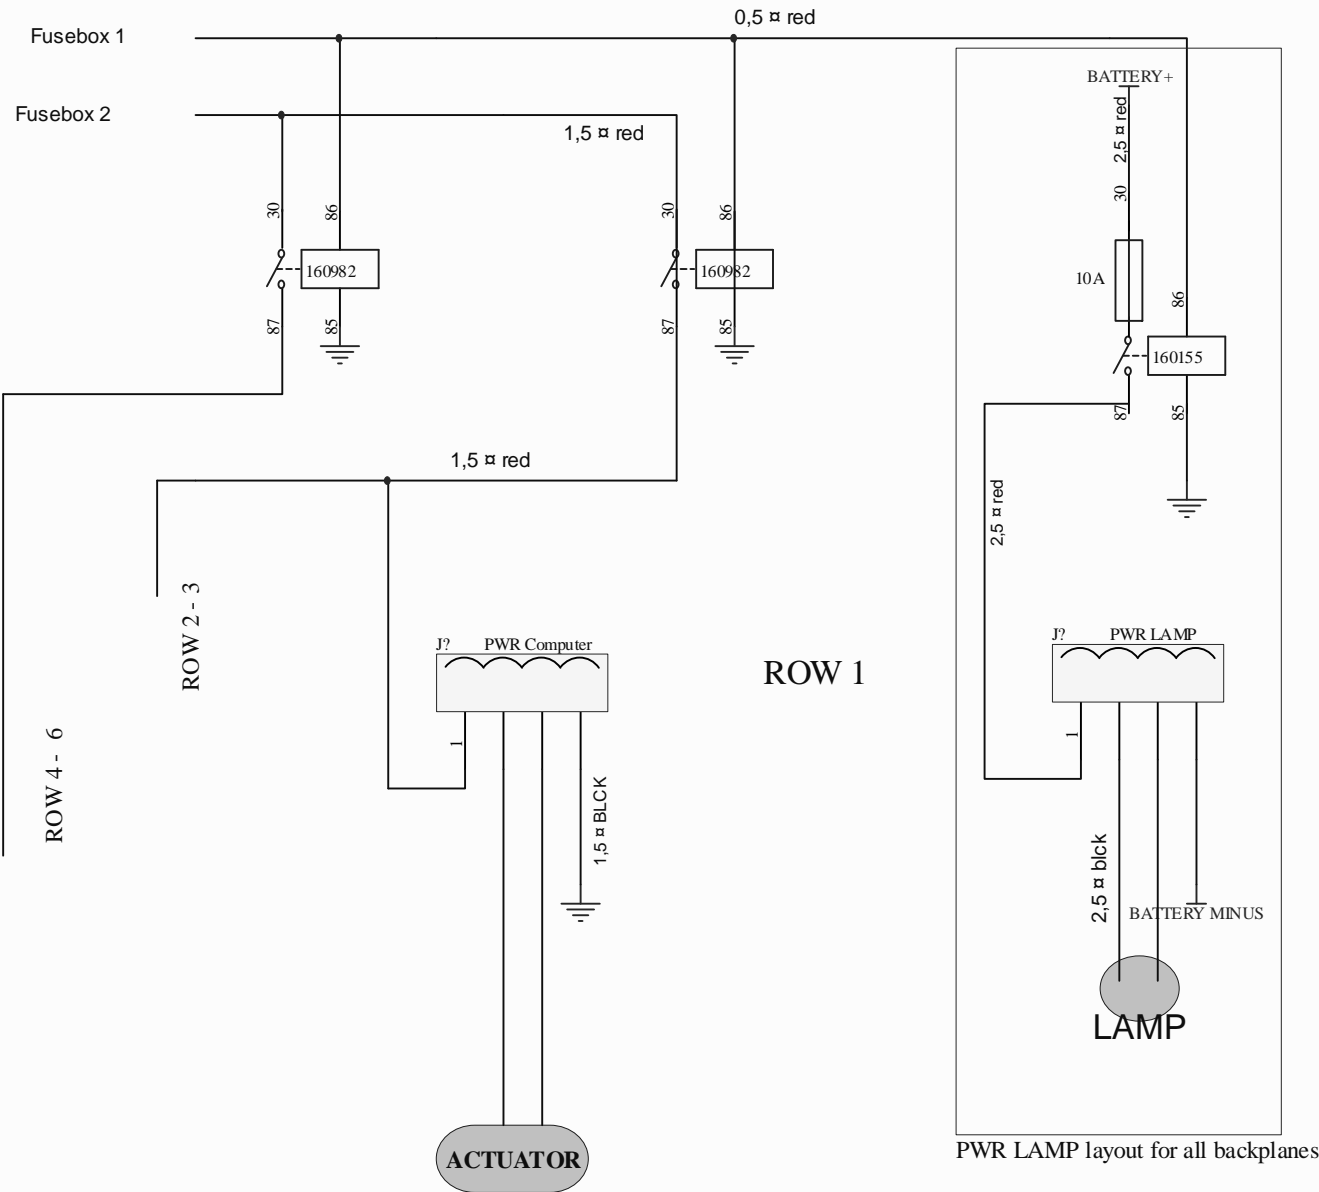 0,5 ¤ red
Fusebox 1
BATTERY+
Fusebox 2
1,5 ¤ red
2,5 ¤ red
30
86
30
86
30
160982
160982
10A
86
87
85
87
85
160155
87
85
1,5 ¤ red
2,5 ¤ red
ROW 2 - 3
J?
PWR Computer
ROW 1
J?
PWR LAMP
1
1
ROW 4 - 6
1,5 ¤ BLCK
2,5 ¤ blck
BATTERY MINUS
LAMP
ACTUATOR
PWR LAMP layout for all backplanes